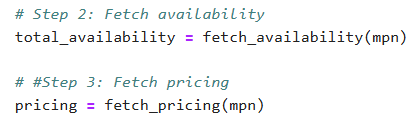 # Step 2: Fetch availability
total_availability = fetch_availability(mpn)
# #Step 3: Fetch pricing
pricing = fetch_pricing(mpn)